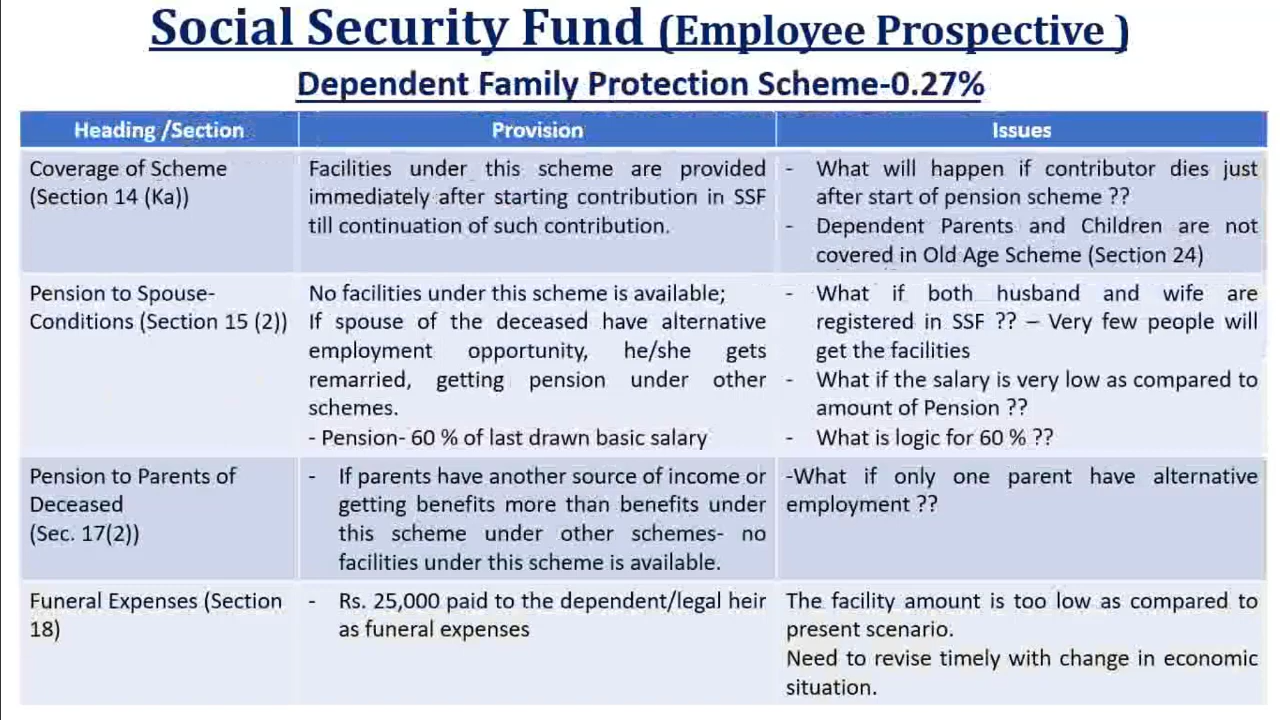 Social Security Fund (Employee Prospective )
Dependent Family Protection Scheme-0.27%
Heading /Section
Provision
Issues
Coverage of Scheme
(Section 14 (Ka))
Facilities under this scheme are provided
immediately after starting contribution in SSF
till continuation of such contribution.
- What will happen if contributor dies just
after start of pension scheme ??
- Dependent Parents and Children are not
covered in Old Age Scheme (Section 24)
Pension to Spouse-
Conditions (Section 15 (2))
No facilities under this scheme is available;
If spouse of the deceased have alternative
employment opportunity, he/she gets
remarried, getting pension under other
schemes.
- Pension- 60 % of last drawn basic salary
- What if both husband and wife are
registered in SSF ?? – Very few people will
get the facilities
- What if the salary is very low as compared to
amount of Pension ??
- What is logic for 60 % ??
Pension to Parents of
Deceased
(Sec. 17(2))
- If parents have another source of income or
getting benefits more than benefits under
this scheme under other schemes- no
facilities under this scheme is available.
-What if only one parent have alternative
employment ??
Funeral Expenses (Section
18)
- Rs. 25,000 paid to the dependent/legal heir
as funeral expenses
The facility amount is too low as compared to
present scenario.
Need to revise timely with change in economic
situation.